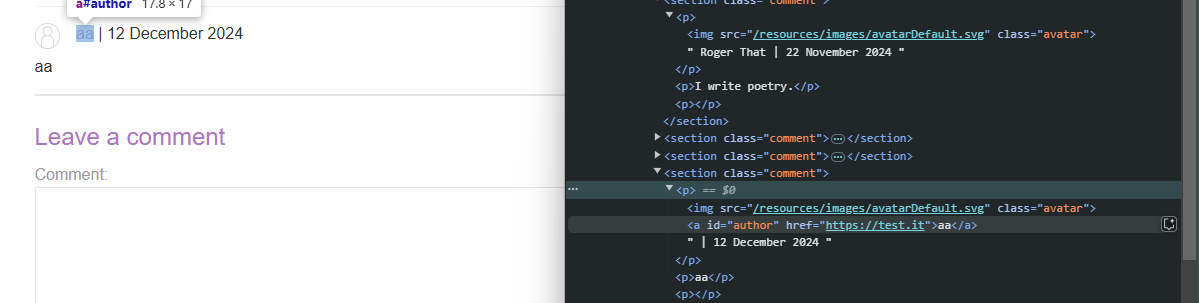 a#author 17.8 × 17
aa | 12 December 2024
aa
Leave a comment
Comment:
<section class="comment">
<p>
<img src="/resources/images/avatarDefault.svg" class="avatar">
" Roger That | 22 November 2024 "
</p>
<p>I write poetry.</p>
<p></p>
</section>
<section class="comment">…</section>
<section class="comment">…</section>
<section class="comment">
… <p> == $0
<img src="/resources/images/avatarDefault.svg" class="avatar">
<a id="author" href="https://test.it">aa</a>
" | 12 December 2024 "
</p>
<p>aa</p>
<p></p>